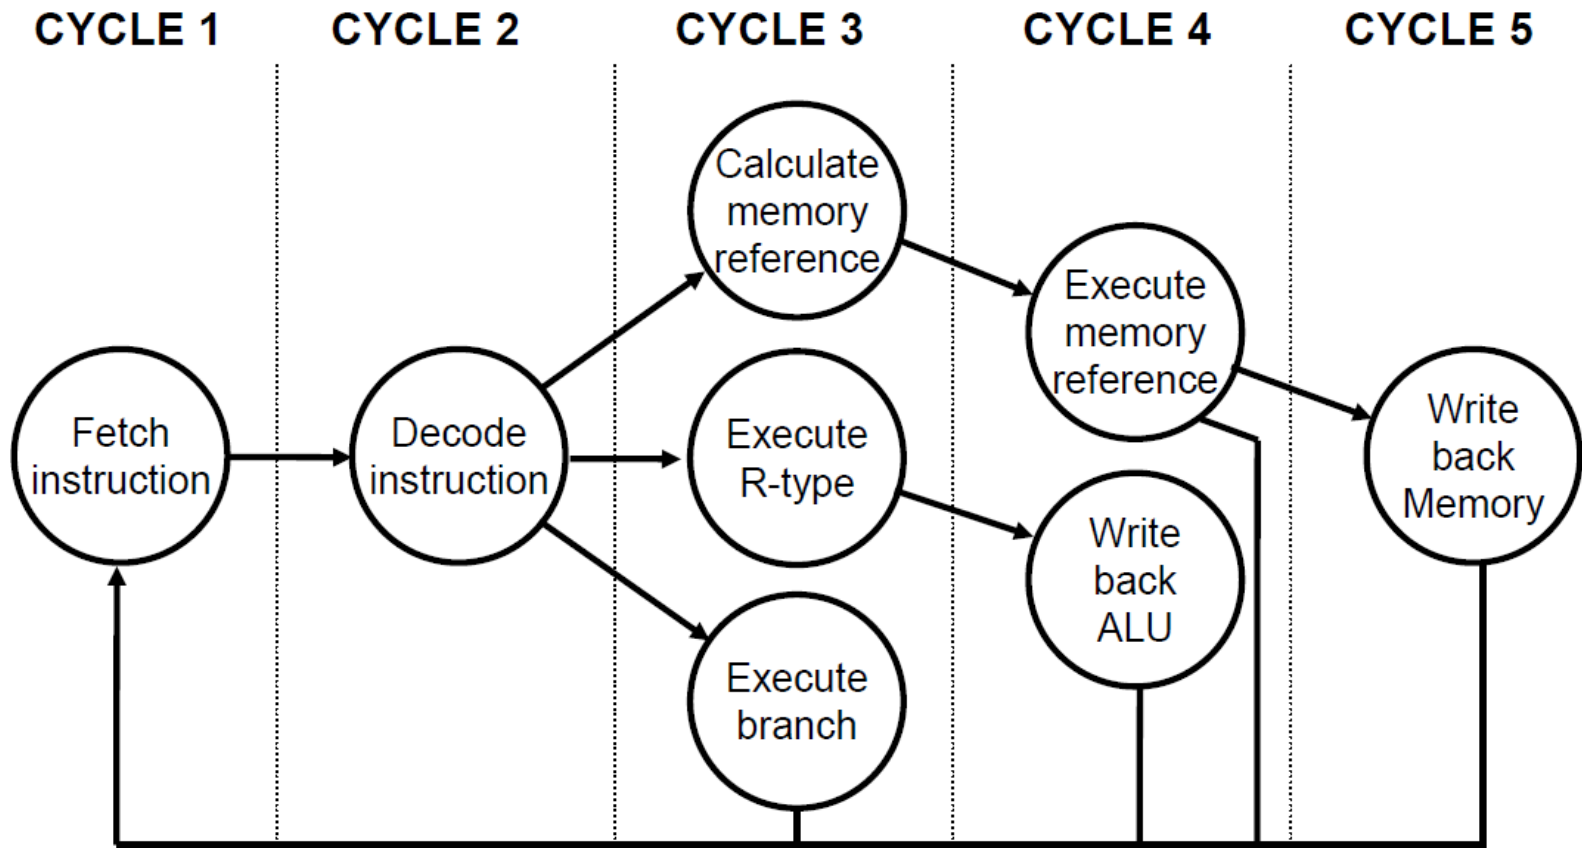 CYCLE 1
CYCLE 2
CYCLE 3
CYCLE 4
CYCLE 5
Fetch
instruction
Decode
instruction
Calculate
memory
reference
Execute
R-type
Execute
branch
Execute
memory
reference
Write
back
ALU
Write
back
Memory